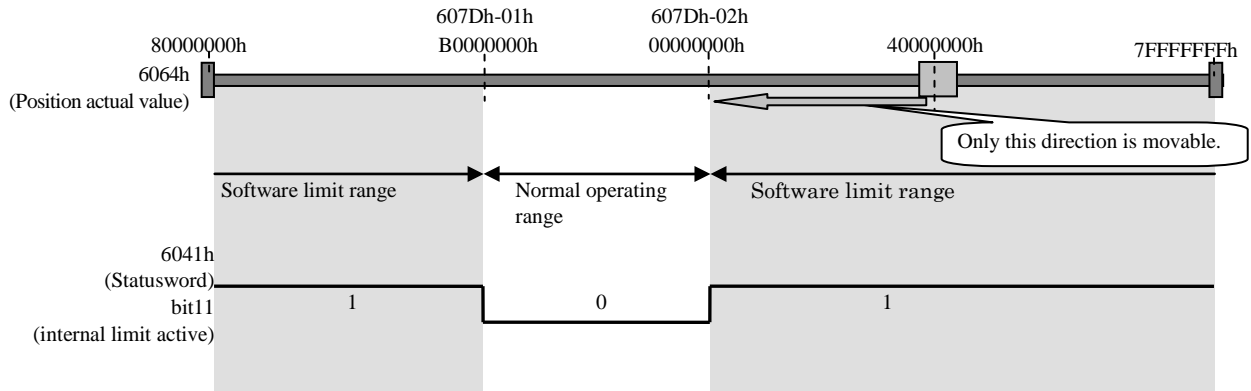 607Dh-01h
607Dh-02h
80000000h
B0000000h
00000000h
40000000h
7FFFFFFFh
6064h
(Position actual value)
Only this direction is movable.
Software limit range
Normal operating
range
Software limit range
6041h
(Statusword)
bit11
(internal limit active)
1
0
1